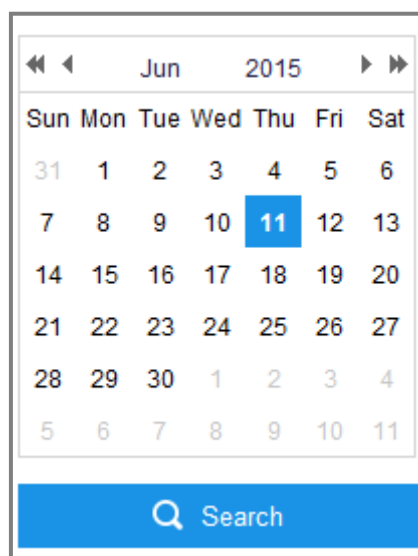 Jun 2015
Sun Mon Tue Wed Thu Fri Sat
31 1 2 3 4 5 6
7 8 9 10 11 12 13
14 15 16 17 18 19 20
21 22 23 24 25 26 27
28 29 30 1 2 3 4
5 6 7 8 9 10 11
Search